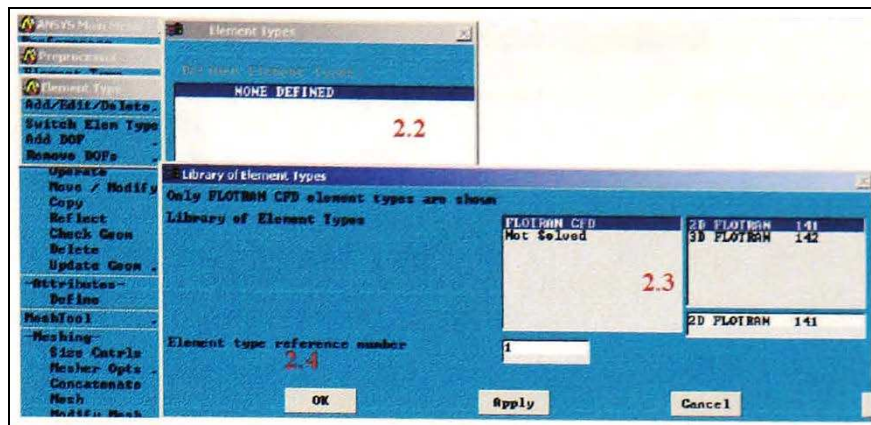 ANSYS Main Menu
Preprocessor
Element Type
Add/Edit/Delete
Switch Elem Type
Add DOF
Remove DOFs
Operate
Move / Modify
Copy
Reflect
Check Geom
Delete
Update Geom
-Attributes-
Define
MeshTool
-Meshing-
Size Cntrls
Mesher Opts
Concatenate
Mesh
Modify Mesh
Element Types
Defined Element Types
NONE DEFINED
2.2
Library of Element Types
Only FLOTRAN CFD element types are shown
Library of Element Types
FLOTRAN CFD
Not Solved
2D FLOTRAN 141
3D FLOTRAN 142
2.3
2D FLOTRAN 141
Element type reference number
1
2.4
OK
Apply
Cancel